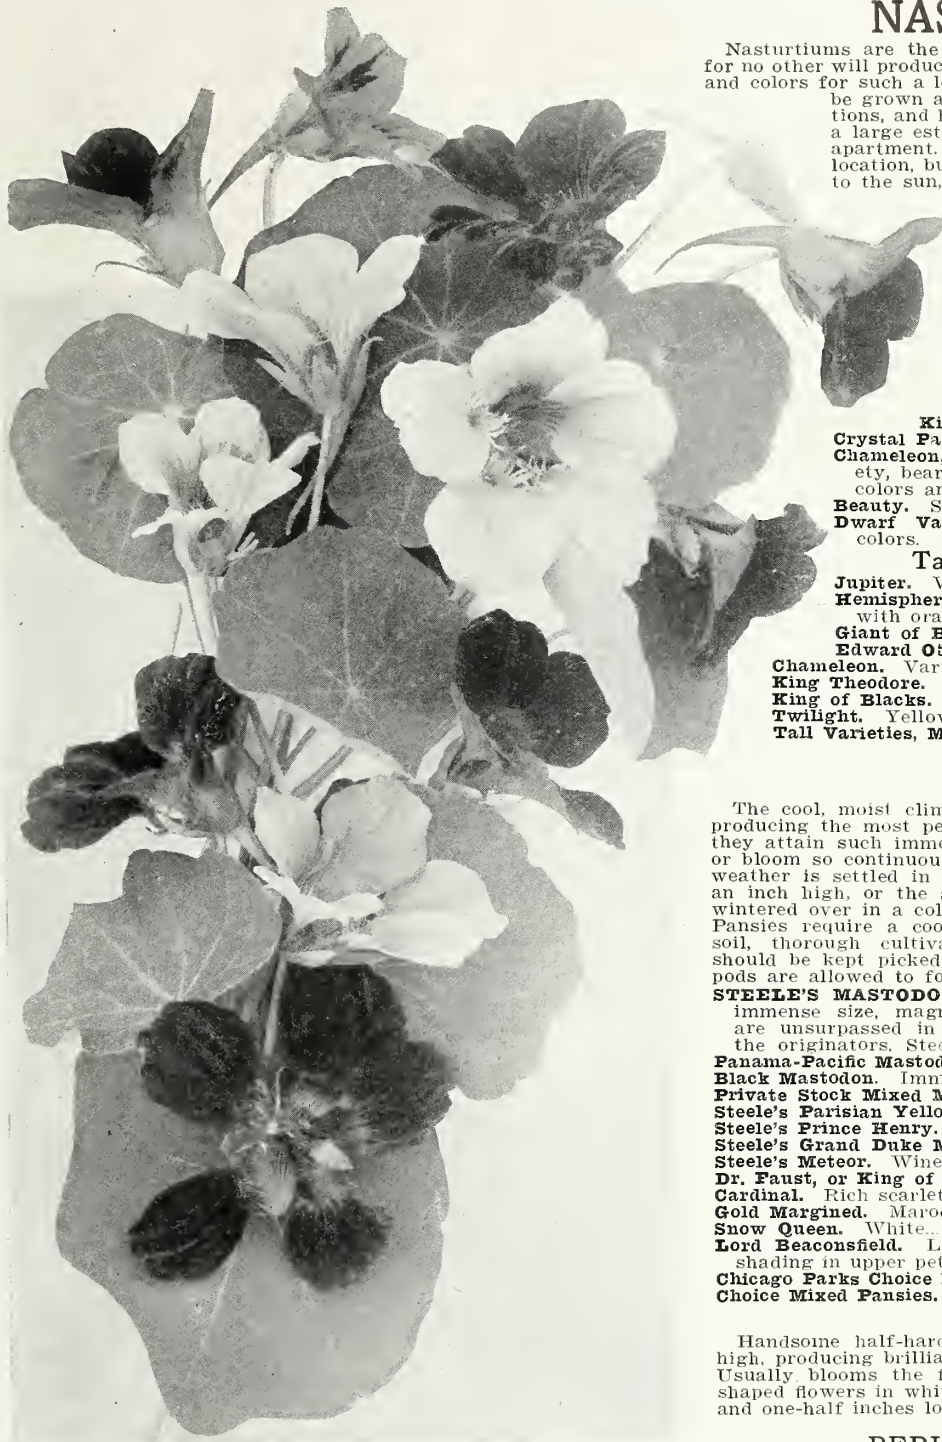 NAS
Nasturtiums are the
for no other will produc
and colors for such a l
be grown a
tions, and
a large est
apartment.
location, bu
to the sun,
Ki
Crystal Pa
Chameleon,
ety, bear
colors an
Beauty. S
Dwarf Va
colors.
Ta
Jupiter.
Hemispher
with ora
Giant of B
Edward Ot
Chameleon. Var
King Theodore.
King of Blacks.
Twilight. Yellov
Tall Varieties, M
The cool, moist clim
producing the most pe
they attain such imme
or bloom so continuou
weather is settled in
an inch high, or the
wintered over in a col
Pansies require a coo
soil, thorough cultiva
should be kept picked
pods are allowed to fo
STEELE'S MASTODO
immense size, magn
are unsurpassed in
the originators, Stee
Panama-Pacific Mastod
Black Mastodon. Imm
Private Stock Mixed M
Steele's Parisian Yello
Steele's Prince Henry.
Steele's Grand Duke M
Steele's Meteor. Wine
Dr. Faust, or King of
Cardinal. Rich scarlet
Gold Margined. Maroo
Snow Queen. White...
Lord Beaconsfield. L
shading in upper pet
Chicago Parks Choice
Choice Mixed Pansies.
Handsome half-hard
high, producing brillia
Usually blooms the f
shaped flowers in whi
and one-half inches lo